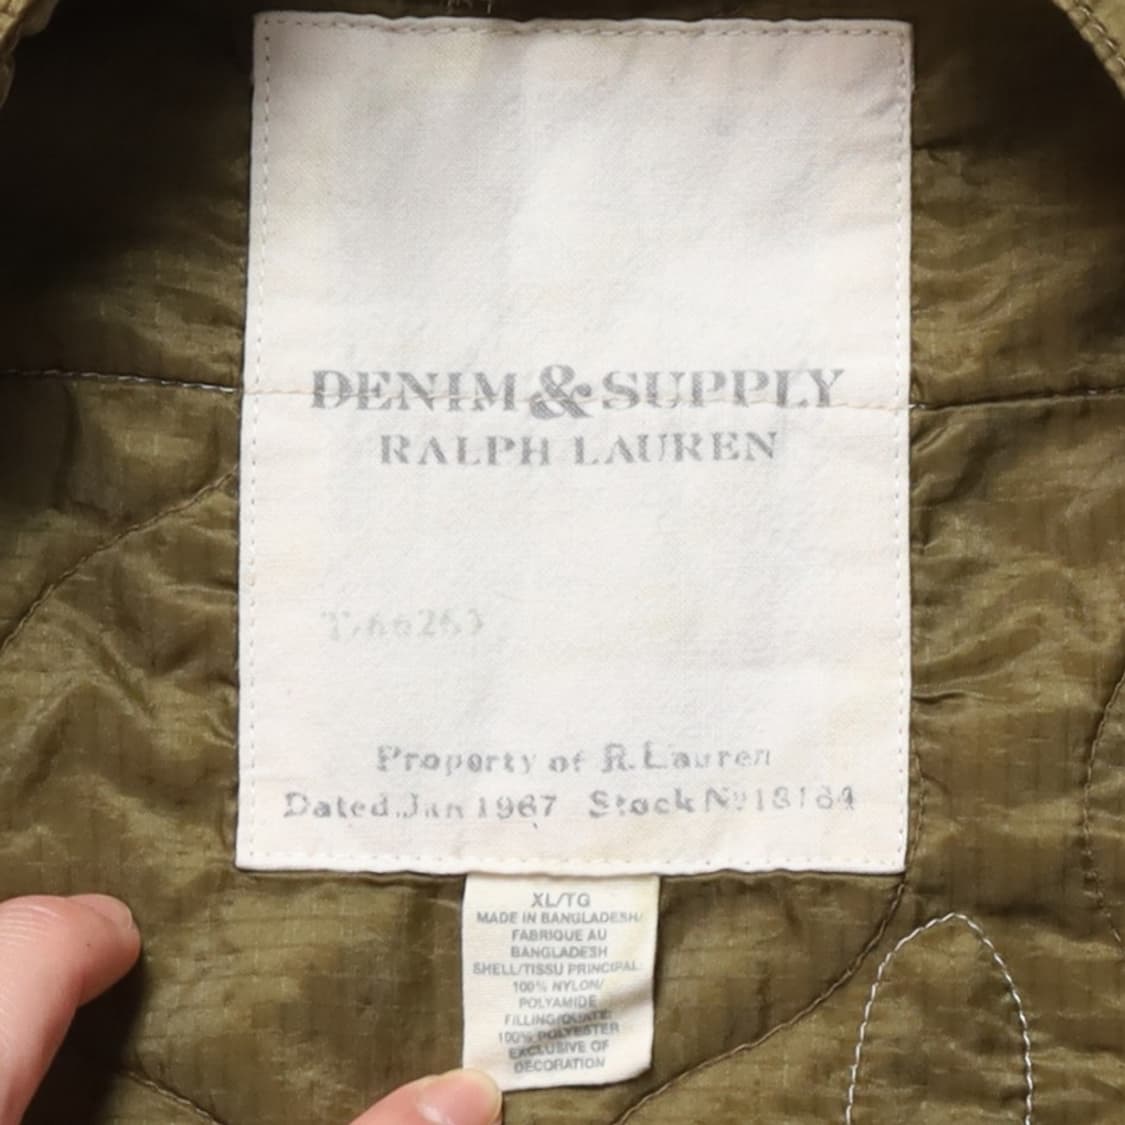 DENIM & SUPPLY
RALPH LAUREN
Property of R. Lauren
Dated Jan 1967 Stock No
XL/TG
MADE IN BANGLADESH/
FABRIQUE AU
BANGLADESH
SHELL/TISSU PRINCIPAL:
100% NYLON/
POLYAMIDE
FILLING/OUATE:
100% POLYESTER
EXCLUSIVE OF
DECORATION